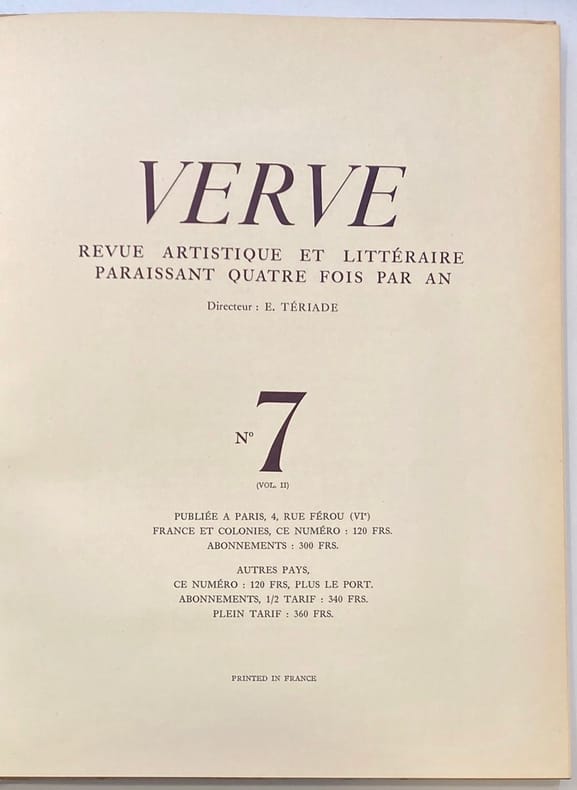 VERVE
REVUE ARTISTIQUE ET LITTÉRAIRE
PARAISSANT QUATRE FOIS PAR AN
Directeur : E. TÉRIADE
Nº 7
(VOL. II)
PUBLIÉE A PARIS, 4, RUE FÉROU (VIᵉ)
FRANCE ET COLONIES, CE NUMÉRO : 120 FRS.
ABONNEMENTS : 300 FRS.
AUTRES PAYS,
CE NUMÉRO : 120 FRS, PLUS LE PORT.
ABONNEMENTS, 1/2 TARIF : 340 FRS.
PLEIN TARIF : 360 FRS.
PRINTED IN FRANCE